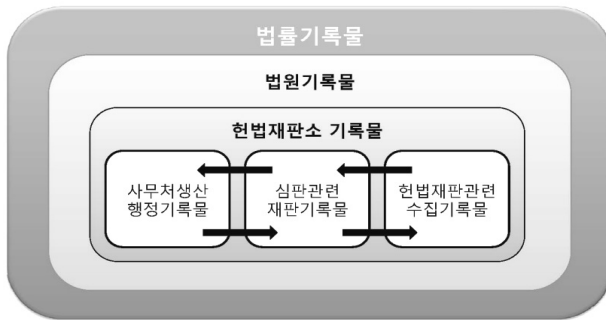 법률기록물
법원기록물
헌법재판소 기록물
사무처생산
행정기록물
심판관련
재판기록물
헌법재판관련
수집기록물